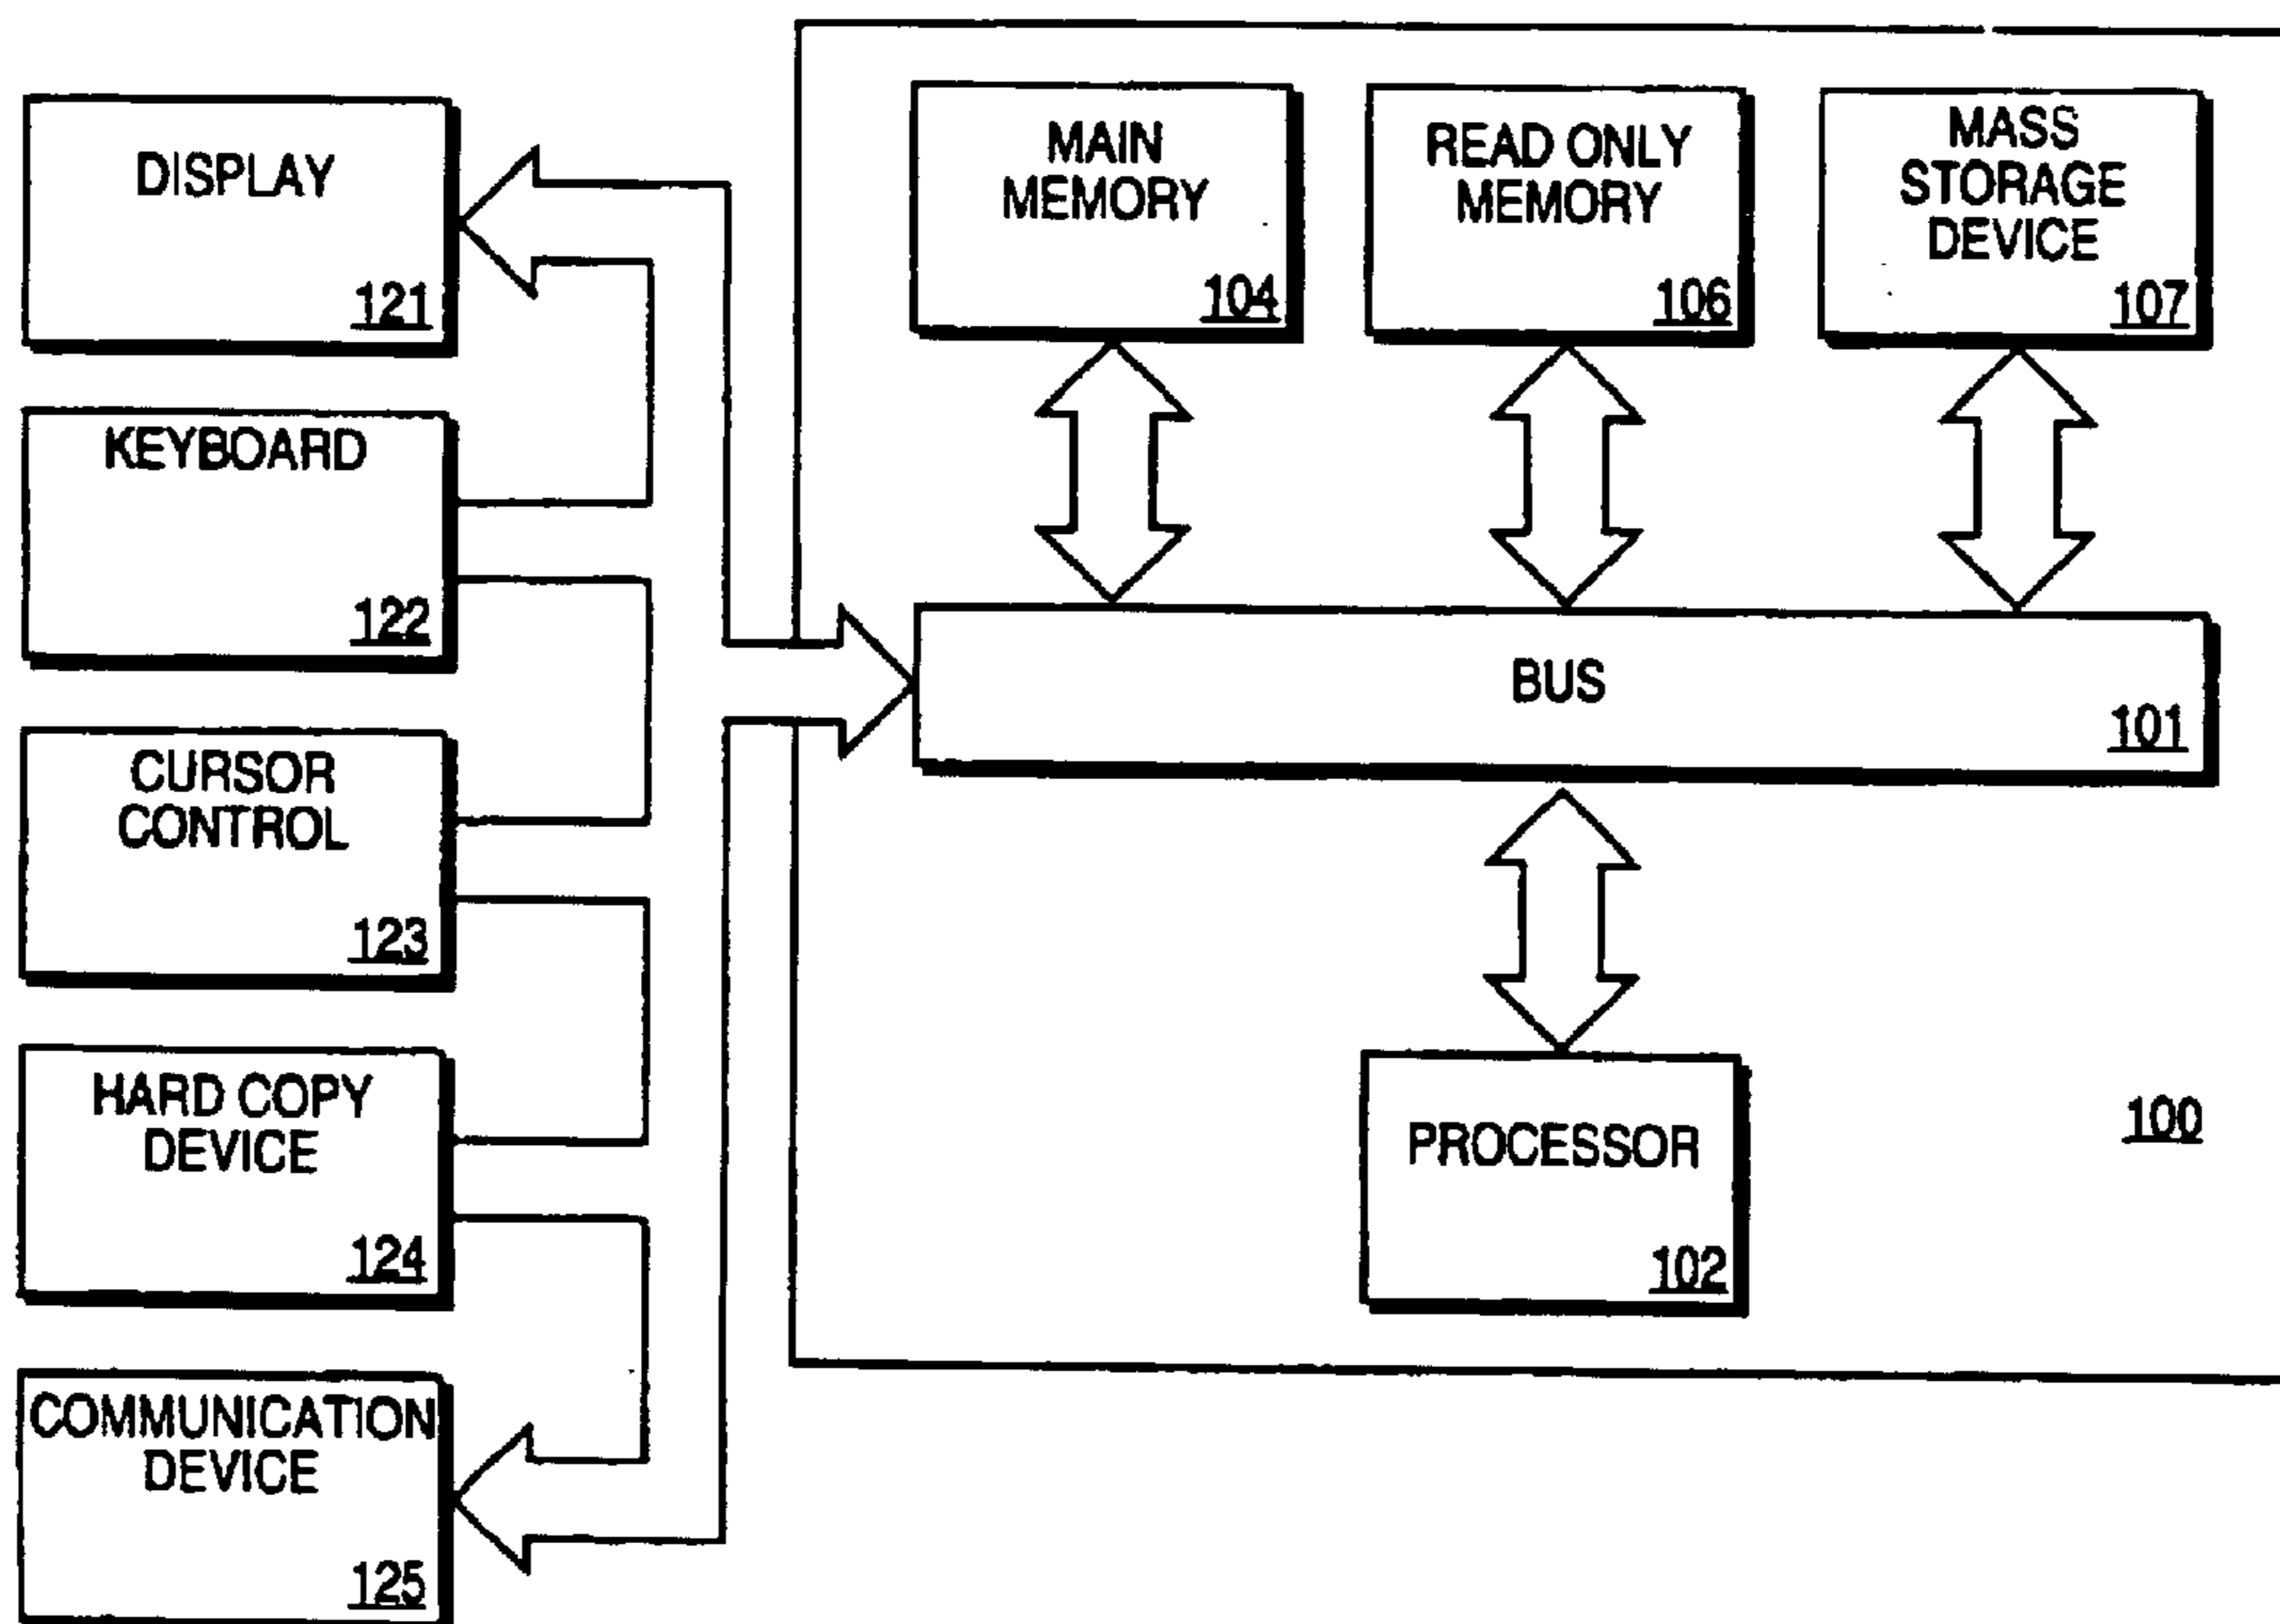 DISPLAY
121
KEYBOARD
122
CURSOR
CONTROL
123
HARD COPY
DEVICE
124
COMMUNICATION
DEVICE
125
MAIN
MEMORY
104
READ ONLY
MEMORY
106
MASS
STORAGE
DEVICE
107
BUS
101
PROCESSOR
102
100